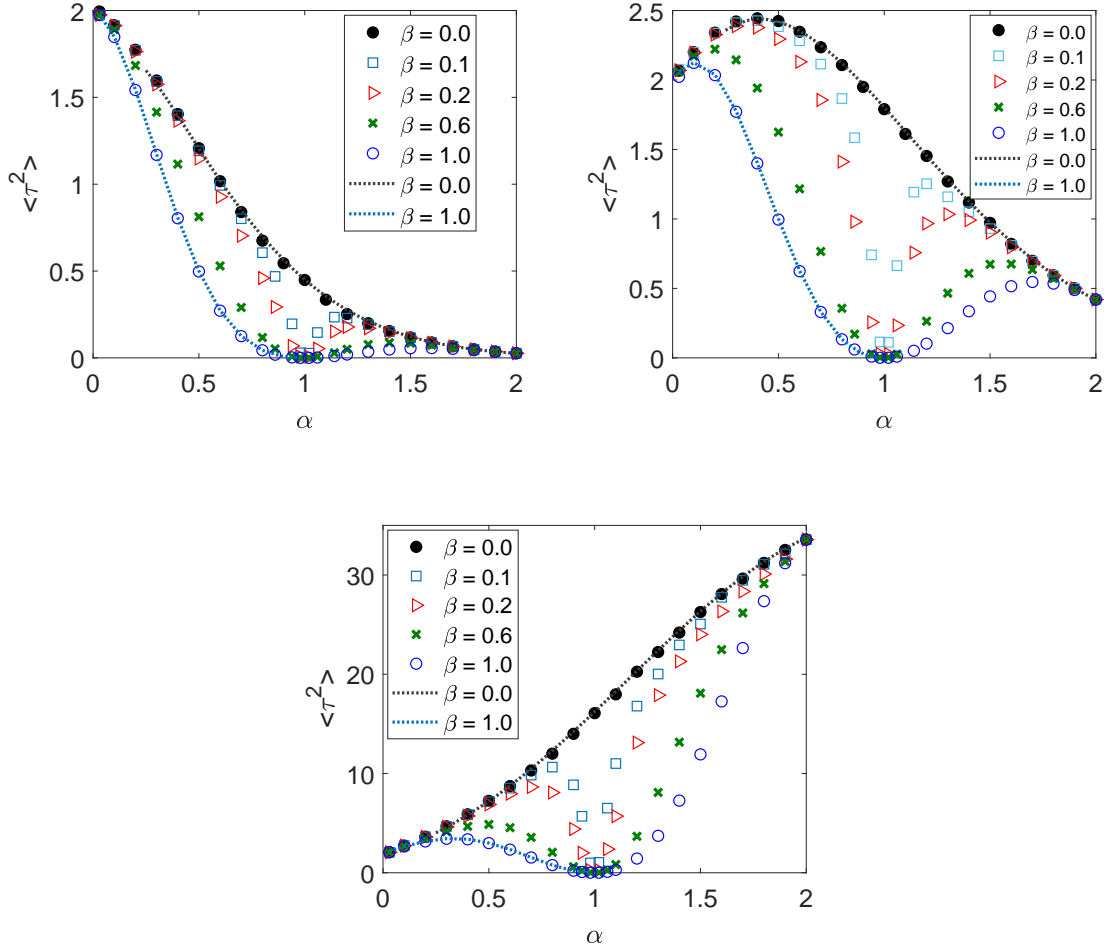 2
1.5
1
0.5
0
0 0.5 1 1.5 2
<τ²>
α
β = 0.0
β = 0.1
β = 0.2
β = 0.6
β = 1.0
β = 0.0
β = 1.0
2.5
2
1.5
1
0.5
0
0 0.5 1 1.5 2
<τ²>
α
β = 0.0
β = 0.1
β = 0.2
β = 0.6
β = 1.0
β = 0.0
β = 1.0
30
20
10
0
0 0.5 1 1.5 2
<τ²>
α
β = 0.0
β = 0.1
β = 0.2
β = 0.6
β = 1.0
β = 0.0
β = 1.0